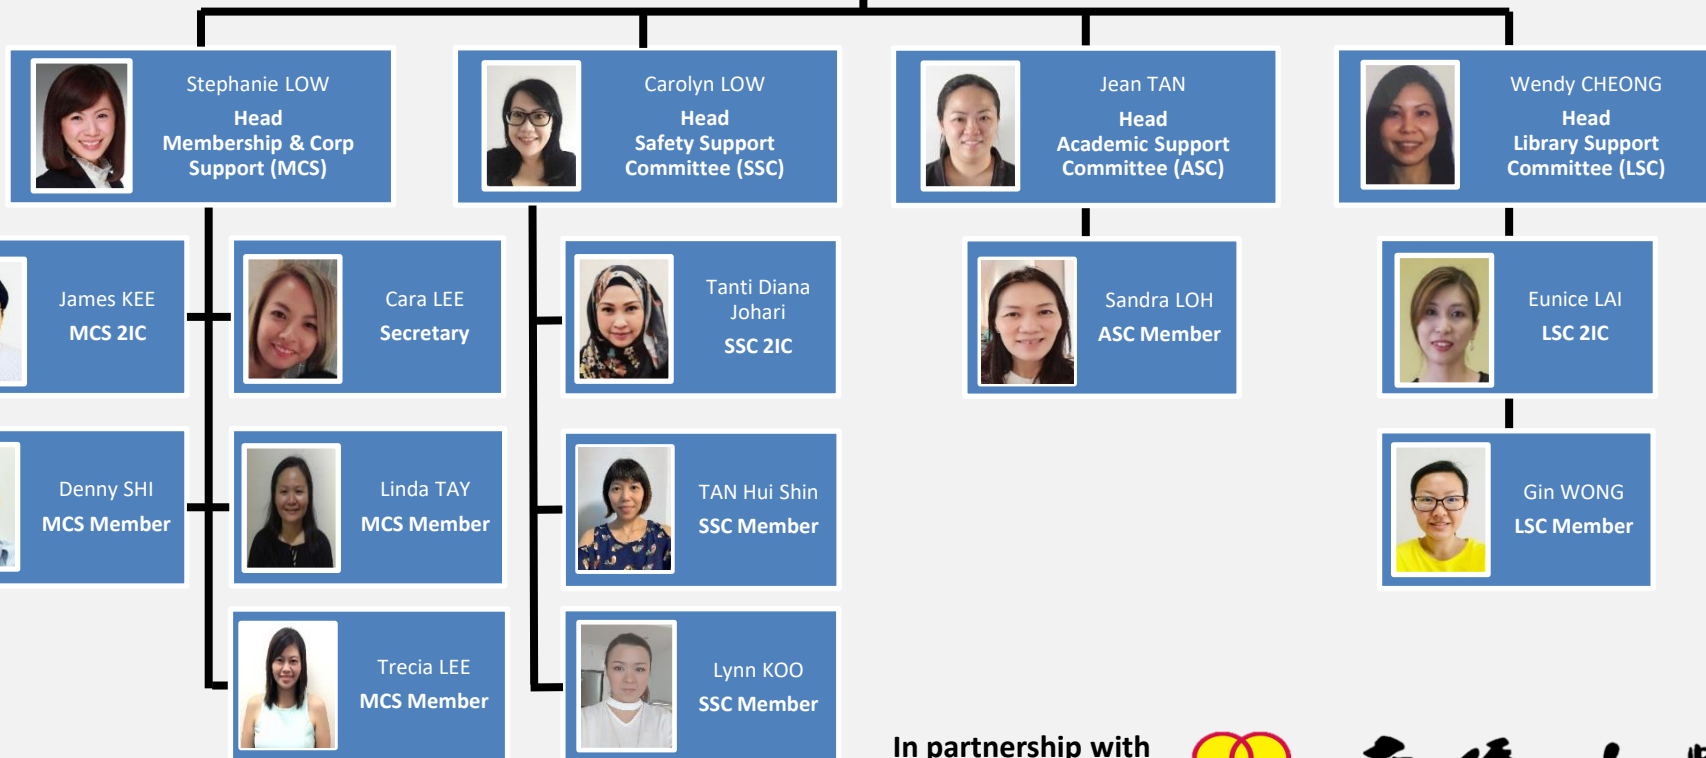 Stephanie LOW
Head
Membership & Corp
Support (MCS)
Carolyn LOW
Head
Safety Support
Committee (SSC)
Jean TAN
Head
Academic Support
Committee (ASC)
Wendy CHEONG
Head
Library Support
Committee (LSC)
James KEE
MCS 2IC
Cara LEE
Secretary
Tanti Diana
Johari
SSC 2IC
Sandra LOH
ASC Member
Eunice LAI
LSC 2IC
Denny SHI
MCS Member
Linda TAY
MCS Member
TAN Hui Shin
SSC Member
Gin WONG
LSC Member
Trecia LEE
MCS Member
Lynn KOO
SSC Member
In partnership with